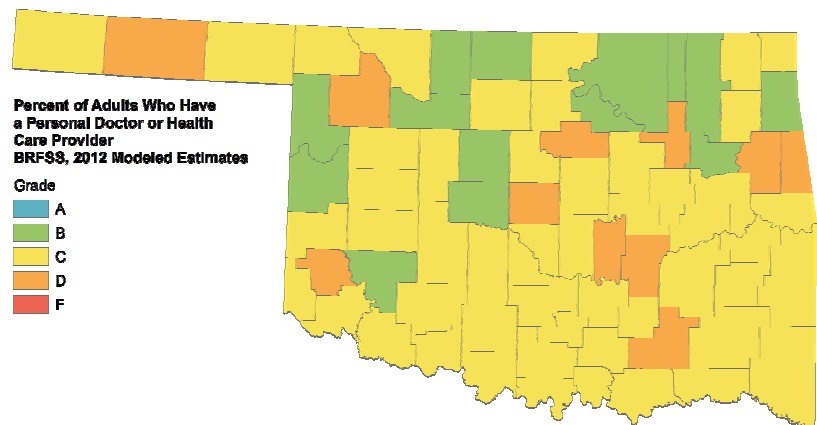 Percent of Adults Who Have
a Personal Doctor or Health
Care Provider
BRFSS, 2012 Modeled Estimates
Grade
A
B
C
D
F